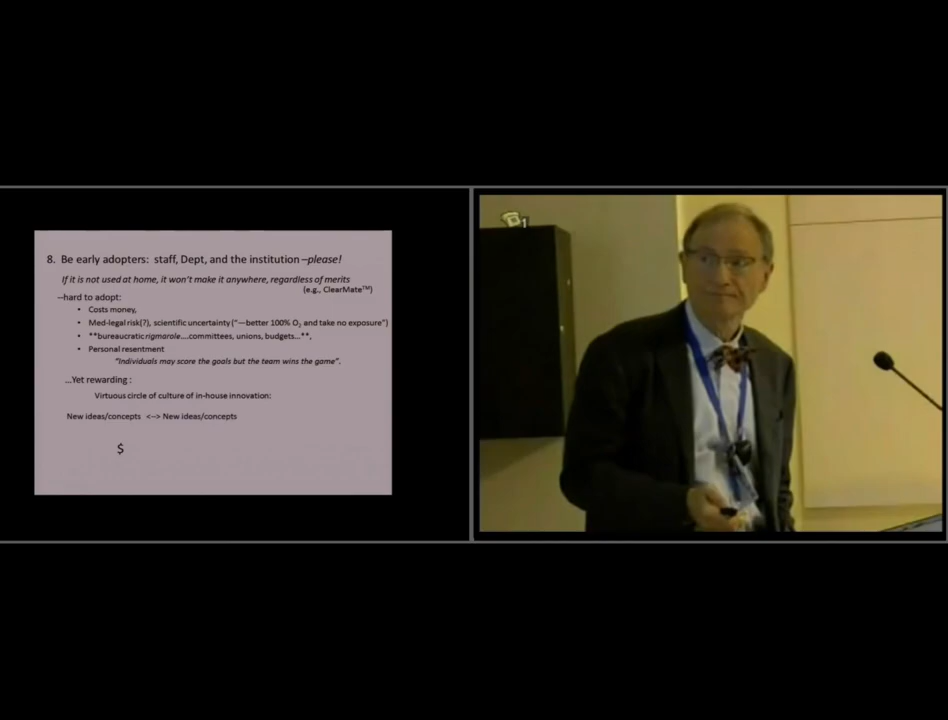 8. Be early adopters: staff, Dept, and the institution –please!
If it is not used at home, it won't make it anywhere, regardless of merits
(e.g., ClearMate™)
--hard to adopt:
• Costs money,
• Med-legal risk(?), scientific uncertainty ("—better 100% O₂ and take no exposure")
• **bureaucratic rigmarole....committees, unions, budgets...**,
• Personal resentment
"Individuals may score the goals but the team wins the game".
...Yet rewarding :
Virtuous circle of culture of in-house innovation:
New ideas/concepts <--> New ideas/concepts
$
1